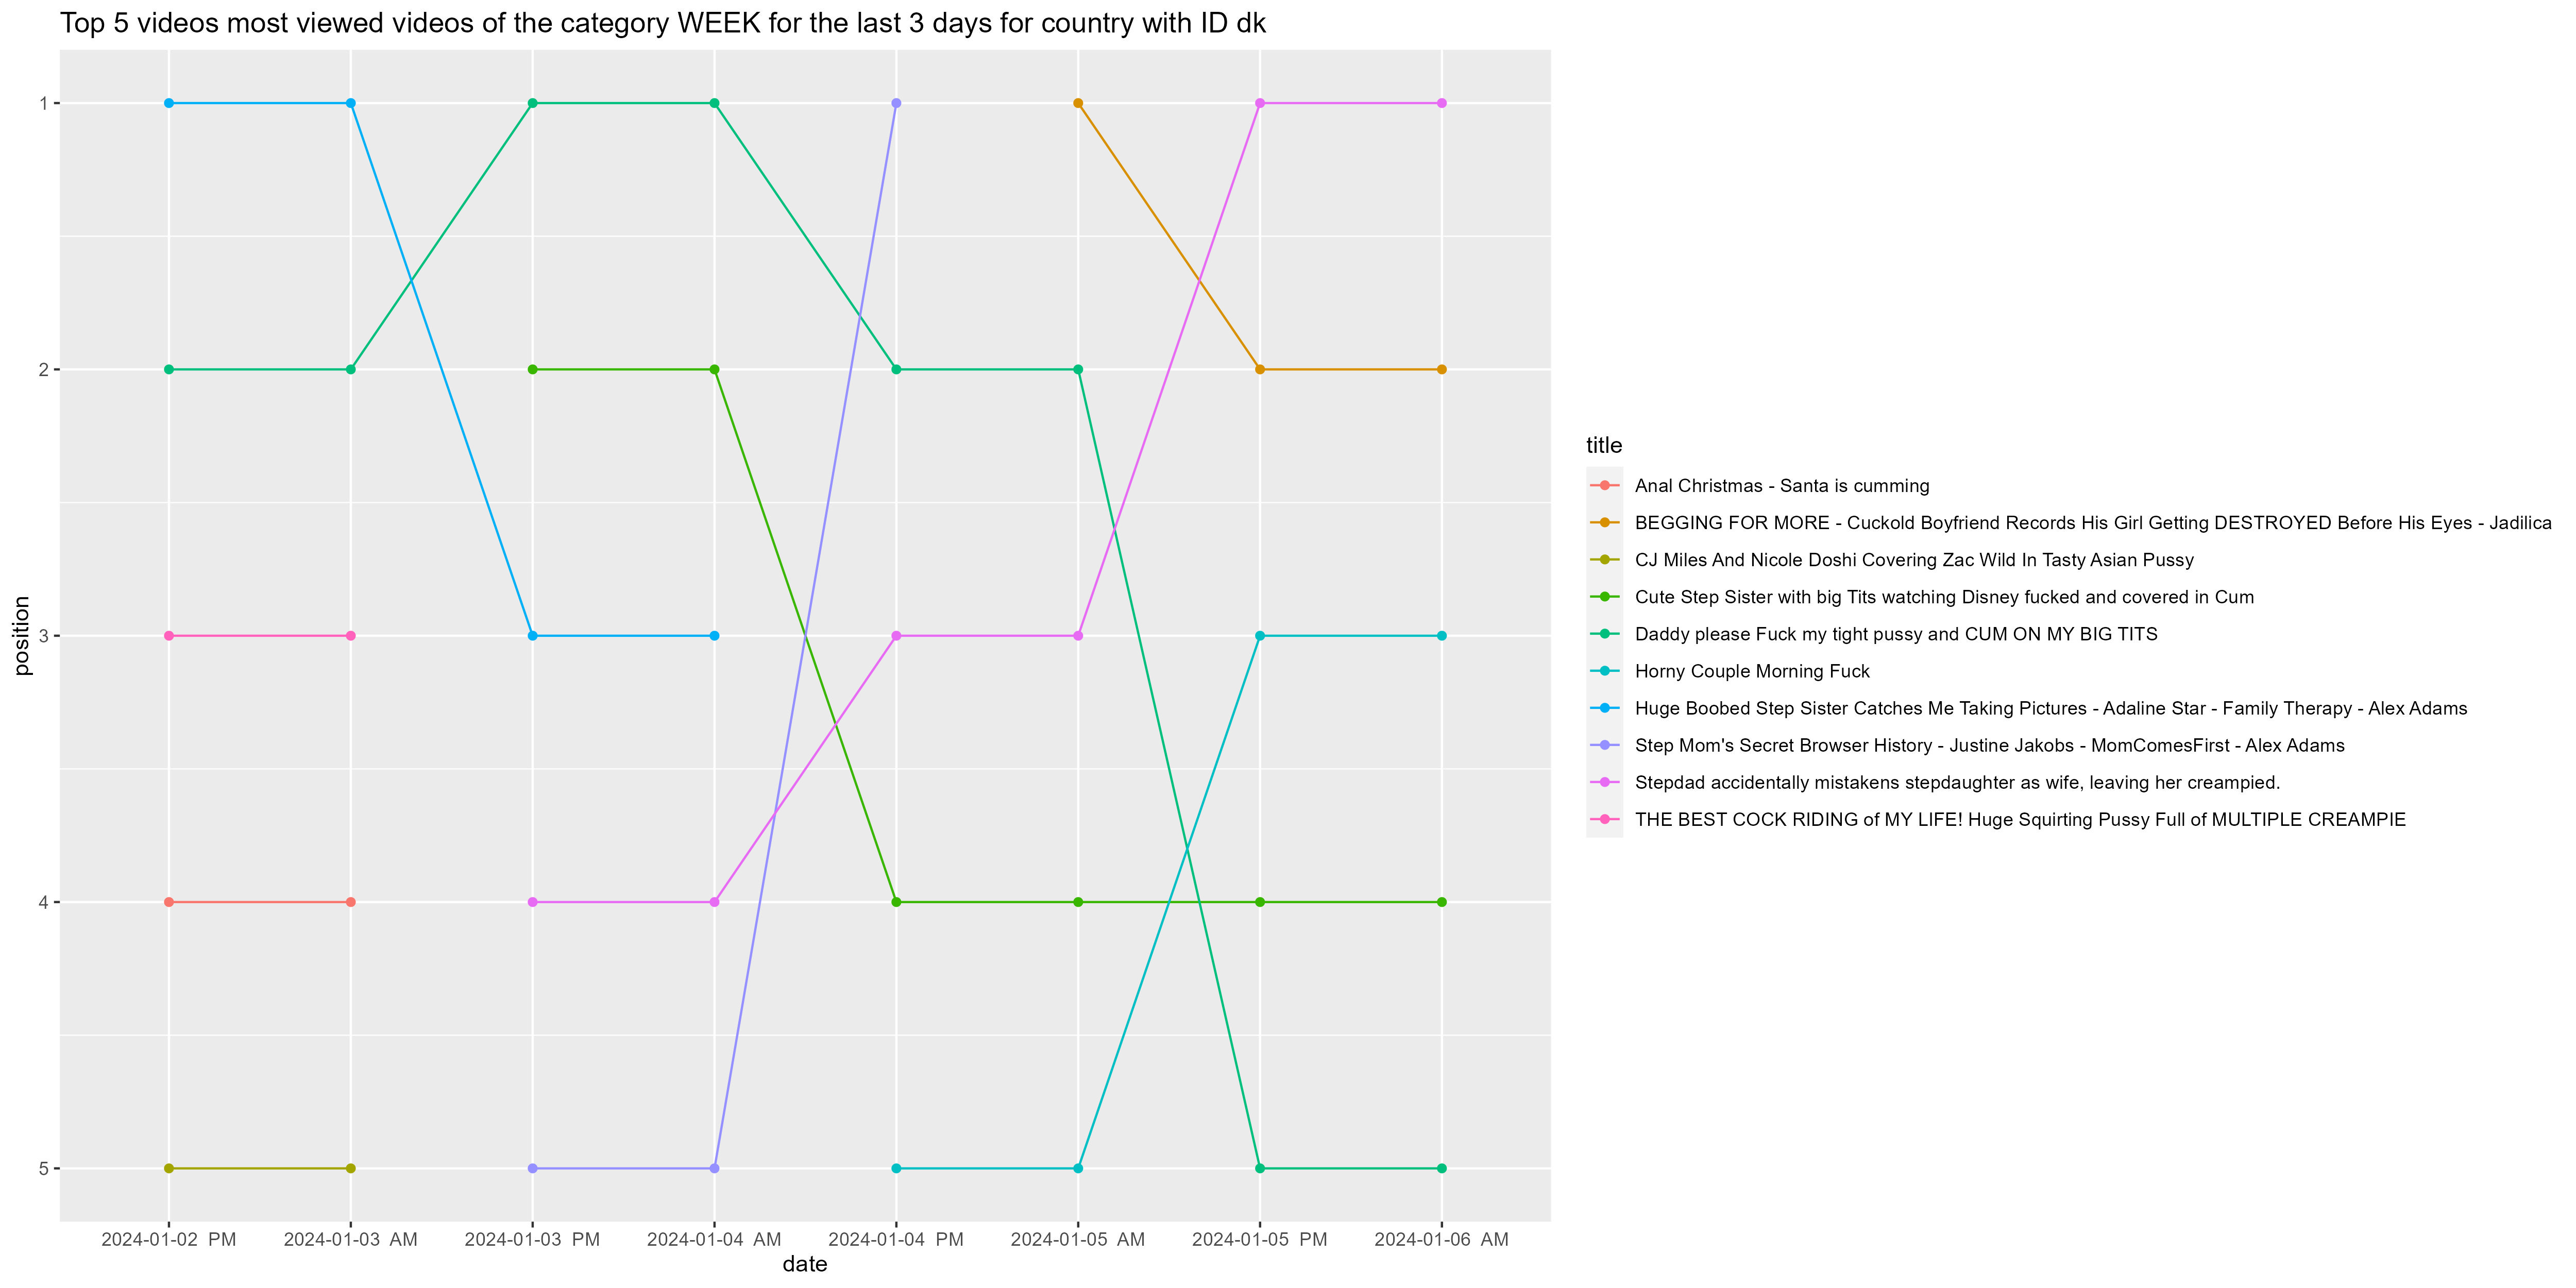 Top 5 videos most viewed videos of the category WEEK for the last 3 days for country with ID dk
position
1
2
3
4
5
2024-01-02 PM
2024-01-03 AM
2024-01-03 PM
2024-01-04 AM
2024-01-04 PM
2024-01-05 AM
2024-01-05 PM
2024-01-06 AM
date
title
Anal Christmas - Santa is cumming
BEGGING FOR MORE - Cuckold Boyfriend Records His Girl Getting DESTROYED Before His Eyes - Jadilica
CJ Miles And Nicole Doshi Covering Zac Wild In Tasty Asian Pussy
Cute Step Sister with big Tits watching Disney fucked and covered in Cum
Daddy please Fuck my tight pussy and CUM ON MY BIG TITS
Horny Couple Morning Fuck
Huge Boobed Step Sister Catches Me Taking Pictures - Adaline Star - Family Therapy - Alex Adams
Step Mom's Secret Browser History - Justine Jakobs - MomComesFirst - Alex Adams
Stepdad accidentally mistakens stepdaughter as wife, leaving her creampied.
THE BEST COCK RIDING of MY LIFE! Huge Squirting Pussy Full of MULTIPLE CREAMPIE